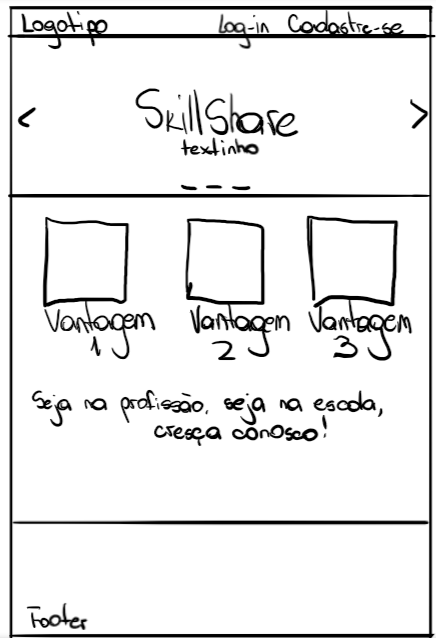 Logotipo Log-in Cadastre-se
< SkillShare >
textinho
Vantagem 1 Vantagem 2 Vantagem 3
Seja na profissão, seja na escola,
cresça conosco!
Footer